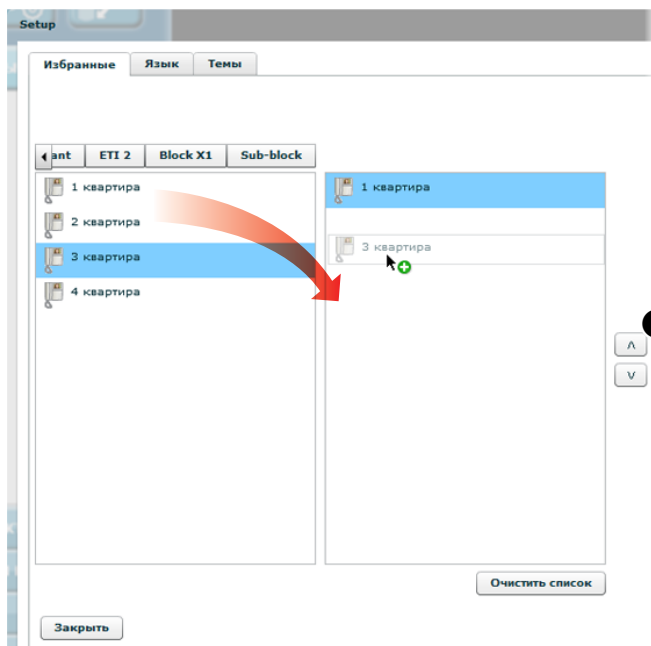 Setup
Избранные Язык Темы
ant ETI 2 Block X1 Sub-block
1 квартира
2 квартира
3 квартира
4 квартира
1 квартира
3 квартира
Очистить список
Закрыть